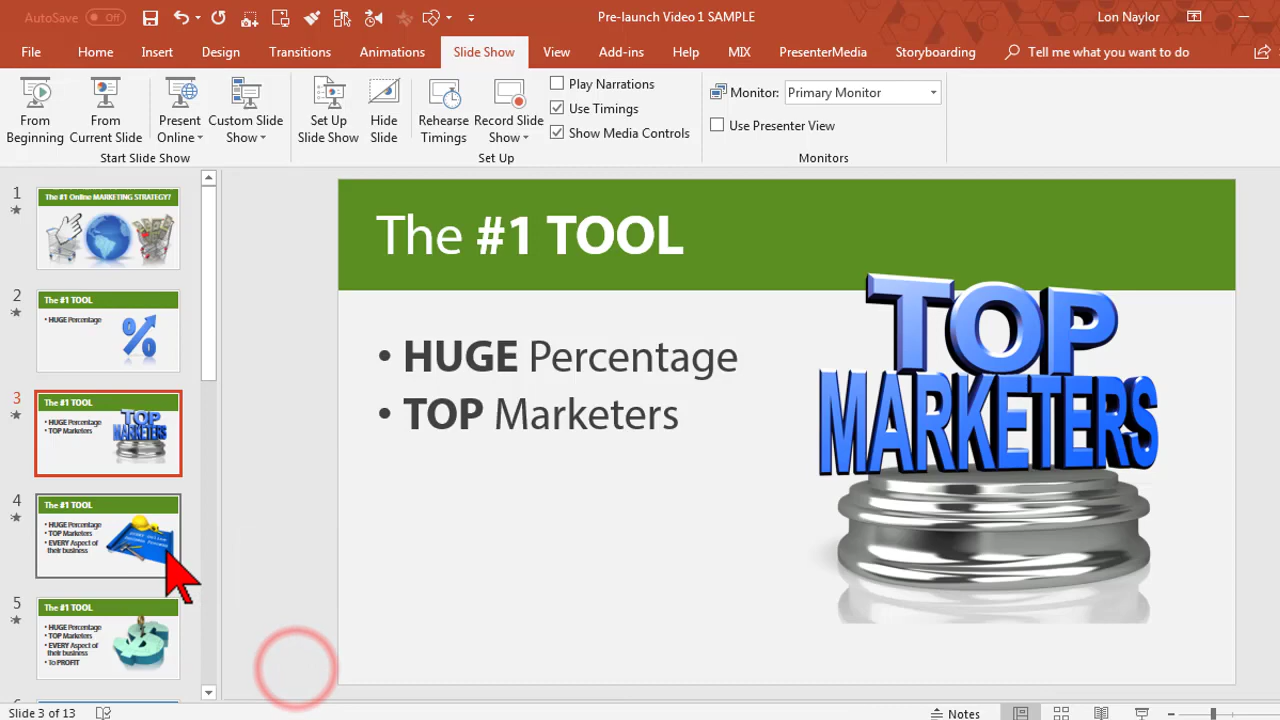 AutoSave Off
Pre-launch Video 1 SAMPLE
Lon Naylor
File Home Insert Design Transitions Animations Slide Show View Add-ins Help MIX PresenterMedia Storyboarding Tell me what you want to do
From Beginning
From Current Slide
Present Online
Custom Slide Show
Start Slide Show
Set Up Slide Show
Hide Slide
Rehearse Timings
Record Slide Show
Play Narrations
Use Timings
Show Media Controls
Set Up
Monitor: Primary Monitor
Use Presenter View
Monitors
1
The #1 Online MARKETING STRATEGY?
2
The #1 TOOL
• HUGE Percentage
3
The #1 TOOL
• HUGE Percentage
• TOP Marketers
TOP
MARKETERS
4
The #1 TOOL
• HUGE Percentage
• TOP Marketers
• EVERY Aspect of
their business
5
The #1 TOOL
• HUGE Percentage
• TOP Marketers
• EVERY Aspect of
their business
• To PROFIT
The #1 TOOL
• HUGE Percentage
• TOP Marketers
TOP
MARKETERS
Slide 3 of 13
Notes